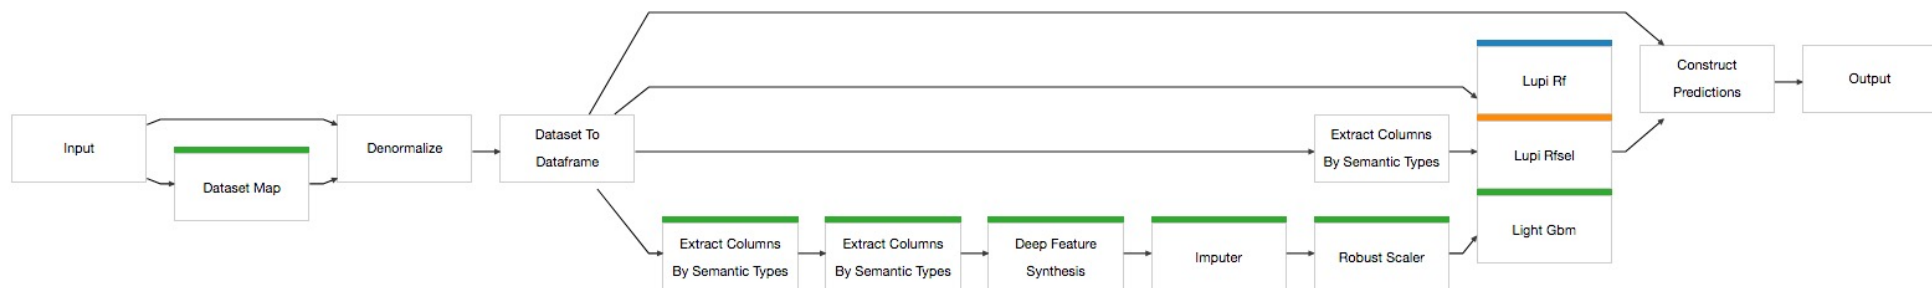 Input
Dataset Map
Denormalize
Dataset To
Dataframe
Extract Columns
By Semantic Types
Extract Columns
By Semantic Types
Deep Feature
Synthesis
Imputer
Robust Scaler
Extract Columns
By Semantic Types
Lupi Rf
Lupi Rfsel
Light Gbm
Construct
Predictions
Output